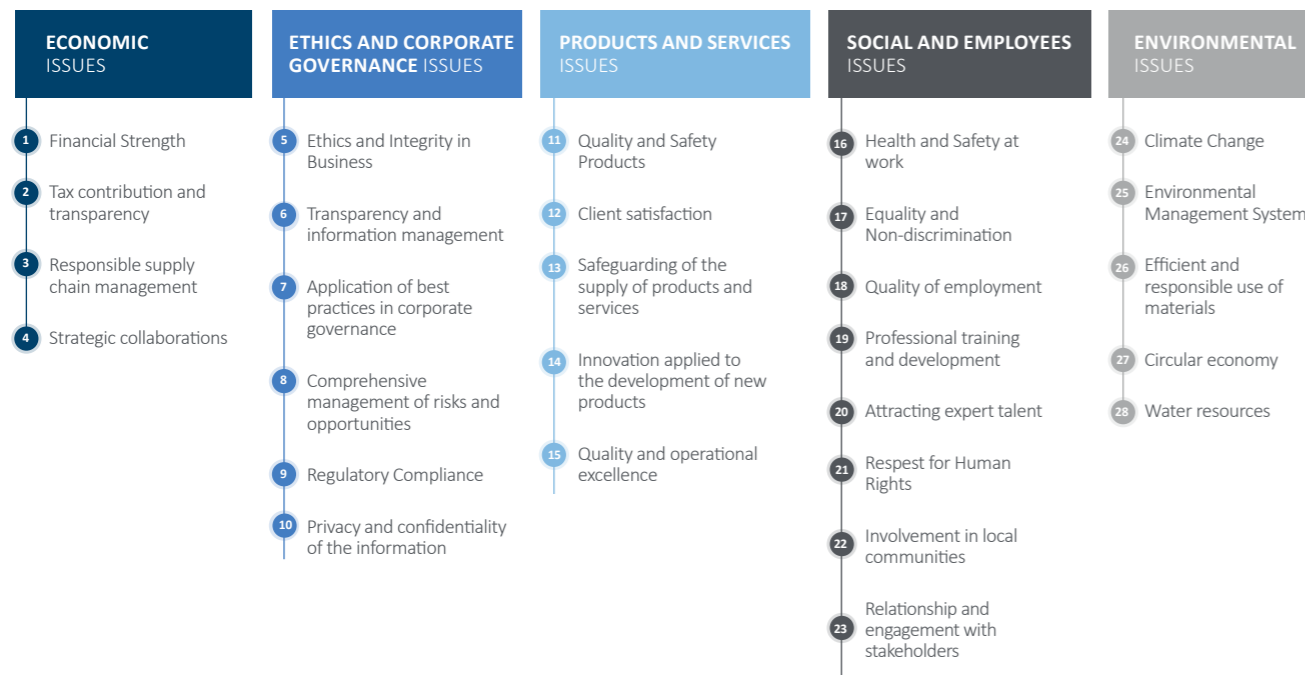 ECONOMIC
ISSUES
1 Financial Strength
2 Tax contribution and
transparency
3 Responsible supply
chain management
4 Strategic collaborations
ETHICS AND CORPORATE
GOVERNANCE ISSUES
5 Ethics and Integrity in
Business
6 Transparency and
information management
7 Application of best
practices in corporate
governance
8 Comprehensive
management of risks and
opportunities
9 Regulatory Compliance
10 Privacy and confidentiality
of the information
PRODUCTS AND SERVICES
ISSUES
11 Quality and Safety
Products
12 Client satisfaction
13 Safeguarding of the
supply of products and
services
14 Innovation applied to
the development of new
products
15 Quality and operational
excellence
SOCIAL AND EMPLOYEES
ISSUES
16 Health and Safety at
work
17 Equality and
Non-discrimination
18 Quality of employment
19 Professional training
and development
20 Attracting expert talent
21 Respest for Human
Rights
22 Involvement in local
communities
23 Relationship and
engagement with
stakeholders
ENVIRONMENTAL
ISSUES
24 Climate Change
25 Environmental
Management System
26 Efficient and
responsible use of
materials
27 Circular economy
28 Water resources